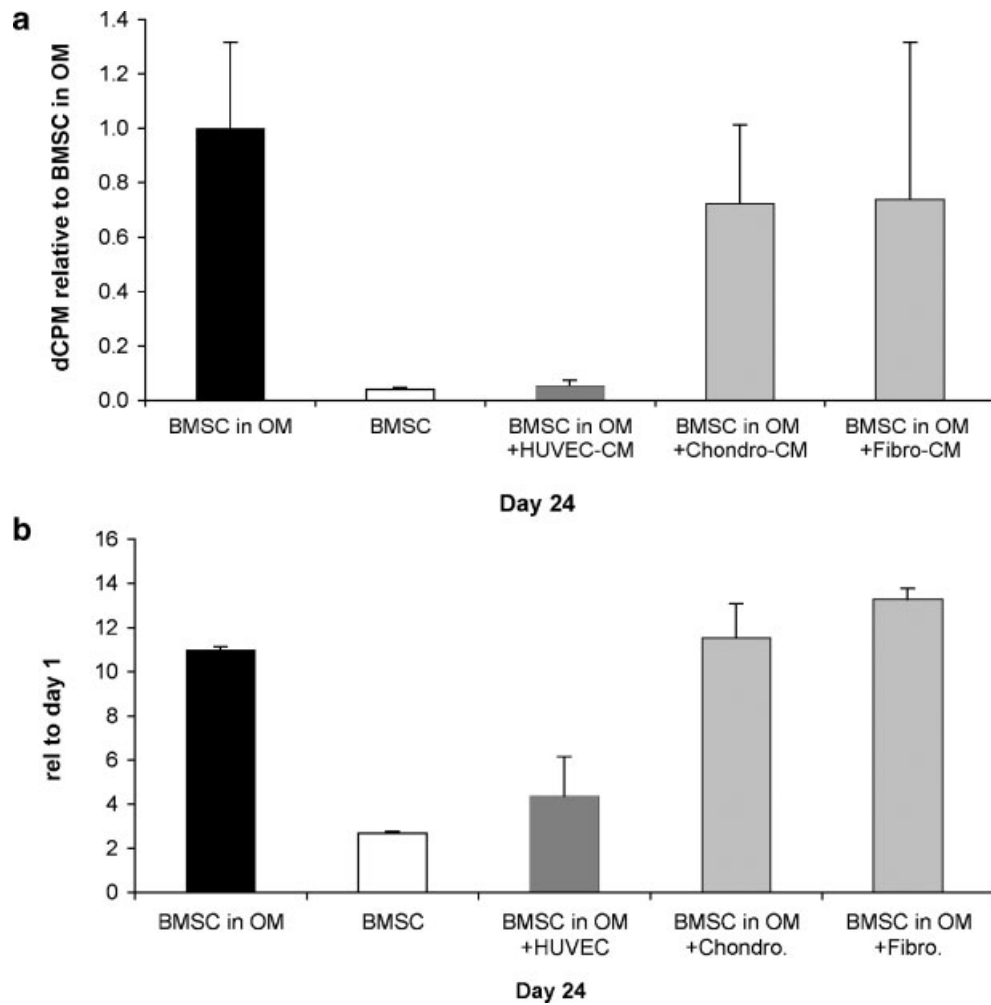 a
dCPM relative to BMSC in OM
1.4
1.2
1.0
0.8
0.6
0.4
0.2
0.0
BMSC in OM
BMSC
BMSC in OM
+HUVEC-CM
BMSC in OM
+Chondro-CM
BMSC in OM
+Fibro-CM
Day 24
b
rel to day 1
16
14
12
10
8
6
4
2
0
BMSC in OM
BMSC
BMSC in OM
+HUVEC
BMSC in OM
+Chondro.
BMSC in OM
+Fibro.
Day 24